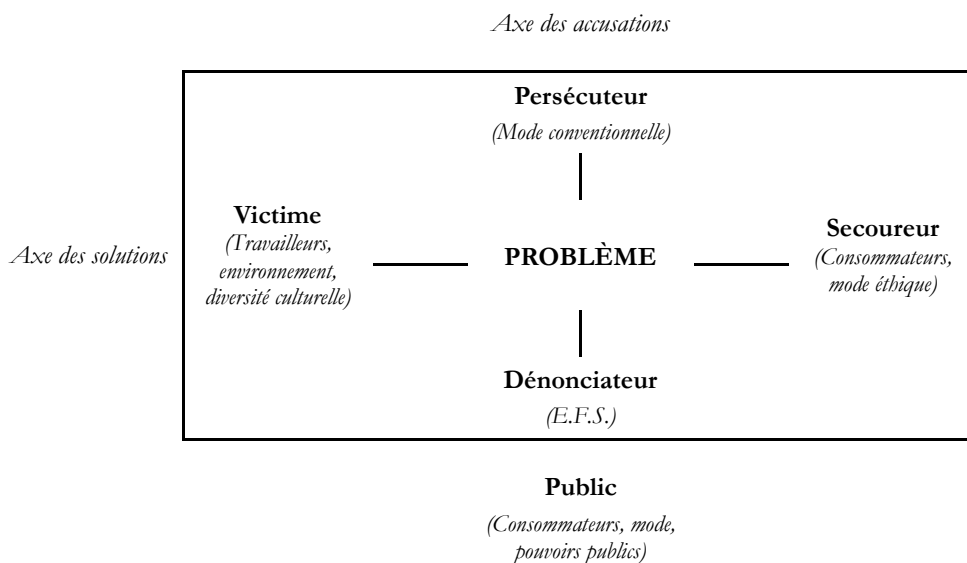 Axe des accusations
Persécuteur
(Mode conventionnelle)
Victime
(Travailleurs,
environnement,
diversité culturelle)
Axe des solutions
PROBLÈME
Secoureur
(Consommateurs,
mode éthique)
Dénonciateur
(E.F.S.)
Public
(Consommateurs, mode,
pouvoirs publics)